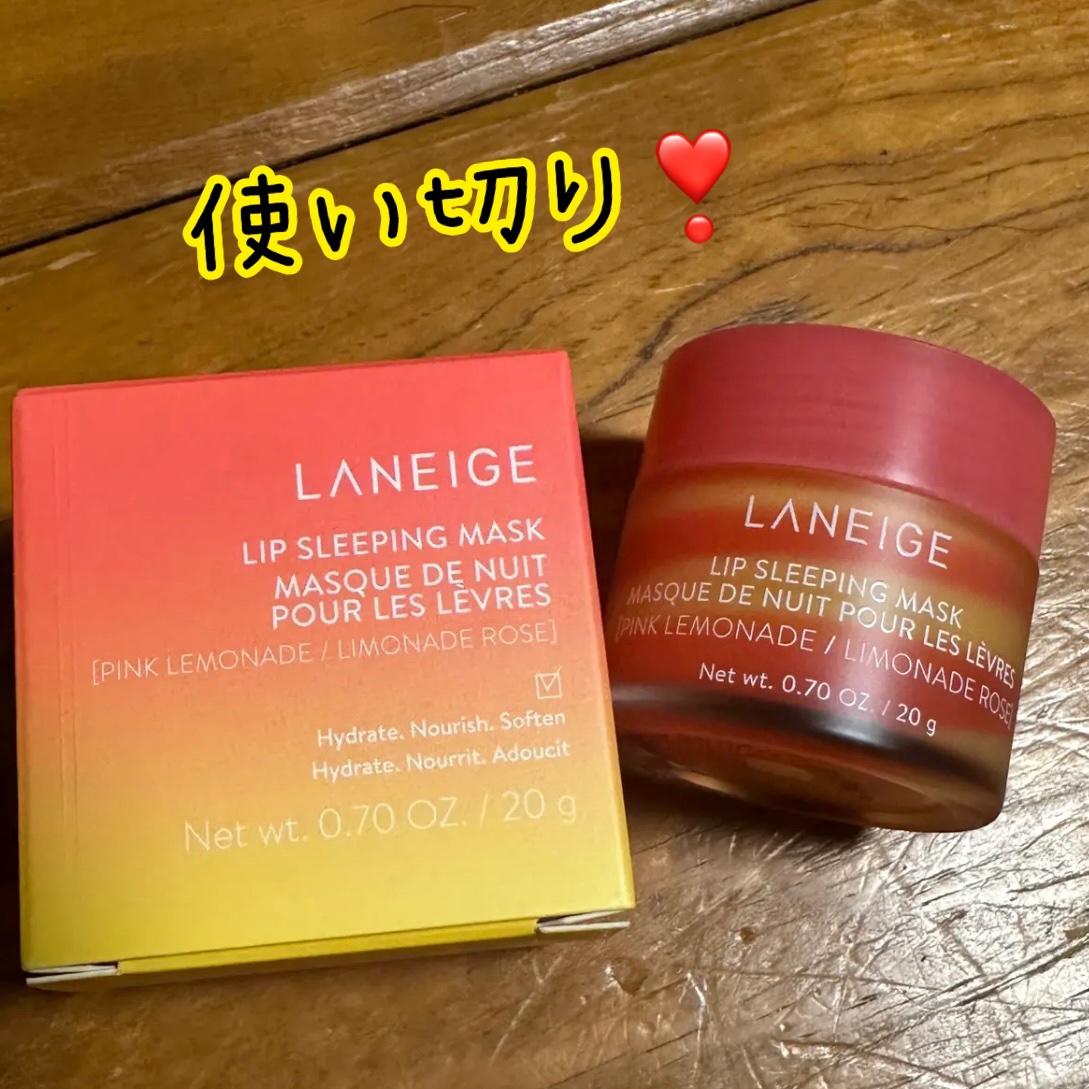 使い切り❣
LANEIGE
LIP SLEEPING MASK
MASQUE DE NUIT
POUR LES LÈVRES
[PINK LEMONADE / LIMONADE ROSE]
Hydrate. Nourish. Soften
Hydrate. Nourrit. Adoucit
Net wt. 0.70 OZ. / 20 g
LANEIGE
LIP SLEEPING MASK
MASQUE DE NUIT POUR LES LÈVRES
[PINK LEMONADE / LIMONADE ROSE]
Net wt. 0.70 OZ. / 20 g